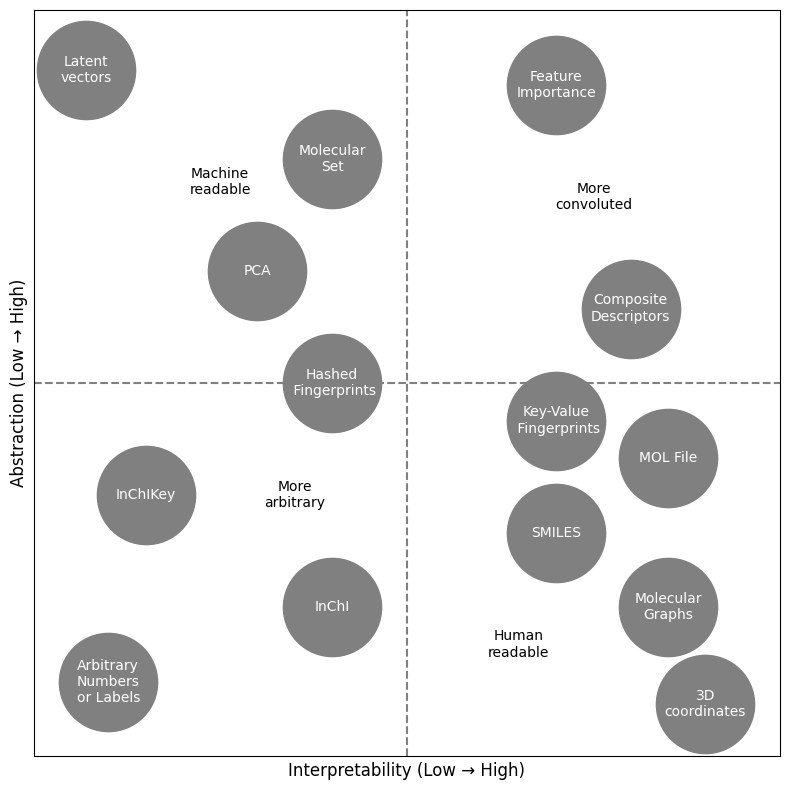 Latent
vectors
Feature
Importance
Molecular
Set
Machine
readable
More
convoluted
PCA
Composite
Descriptors
Hashed
Fingerprints
Key-Value
Fingerprints
MOL File
InChIKey
More
arbitrary
SMILES
InChI
Molecular
Graphs
Human
readable
Arbitrary
Numbers
or Labels
3D
coordinates
Abstraction (Low → High)
Interpretability (Low → High)